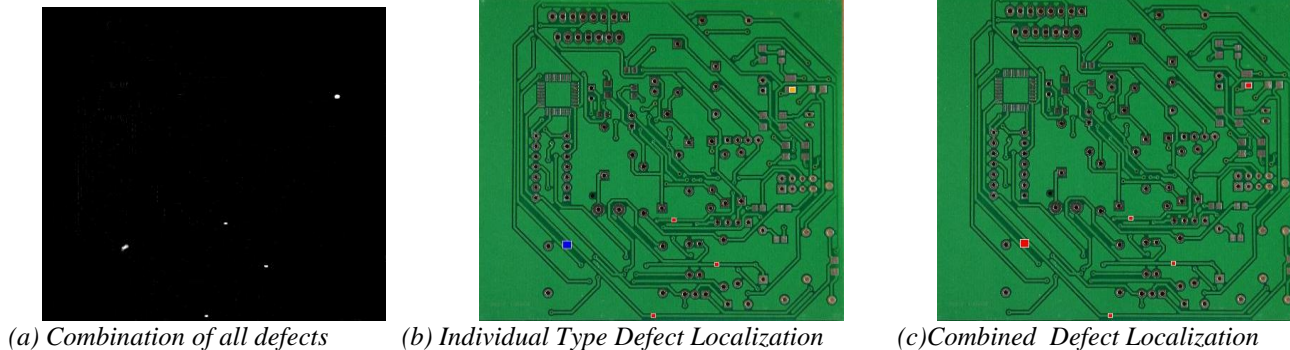 (a) Combination of all defects
(b) Individual Type Defect Localization
(c)Combined  Defect Localization